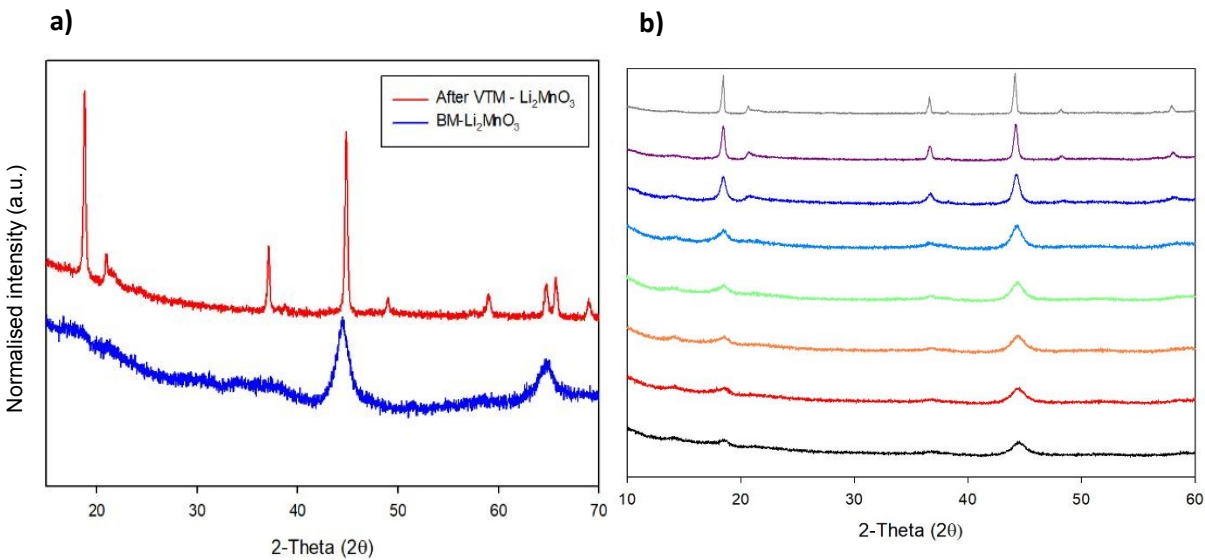 a)
b)
Normalised intensity (a.u.)
After VTM - Li₂MnO₃
BM-Li₂MnO₃
20 30 40 50 60 70
2-Theta (2θ)
10 20 30 40 50 60
2-Theta (2θ)